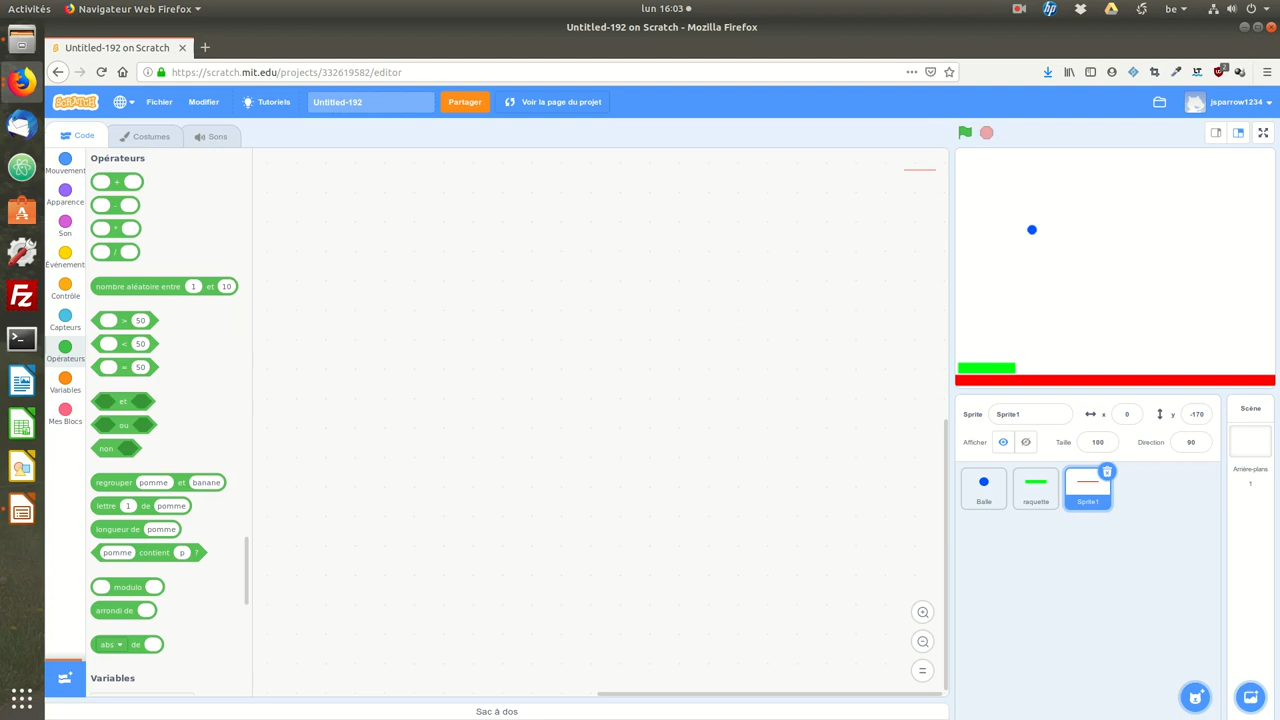 Activités Navigateur Web Firefox lun 16:03 be
Untitled-192 on Scratch - Mozilla Firefox
Untitled-192 on Scratch
https://scratch.mit.edu/projects/332619582/editor
2
SCRATCH Fichier Modifier Tutoriels Untitled-192 Partager Voir la page du projet jsparrow1234
Code Costumes Sons
Mouvement
Apparence
Son
Événements
Contrôle
Capteurs
Opérateurs
Variables
Mes Blocs
Opérateurs
+
-
*
/
nombre aléatoire entre 1 et 10
> 50
< 50
= 50
et
ou
non
regrouper pomme et banane
lettre 1 de pomme
longueur de pomme
pomme contient p ?
modulo
arrondi de
abs de
Variables
Sac à dos
Sprite Sprite1 x 0 y -170
Afficher Taille 100 Direction 90
Balle raquette Sprite1
Scène
Arrière-plans
1